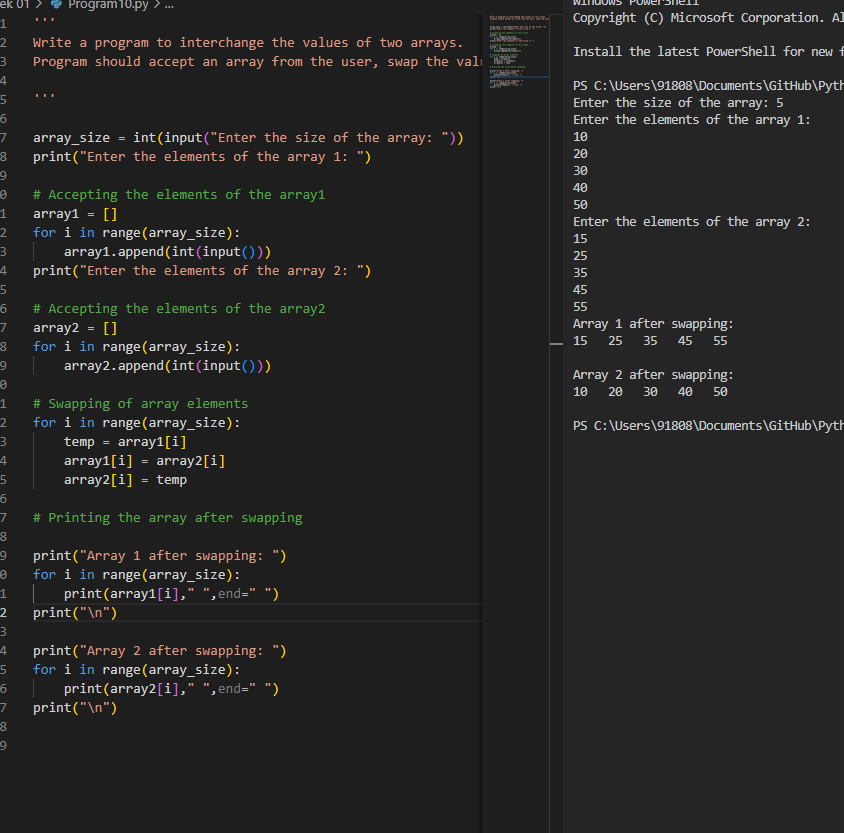 ek 01 > Program10.py > ...
1 '''
2 Write a program to interchange the values of two arrays.
3 Program should accept an array from the user, swap the valu
4
5 '''
6
7 array_size = int(input("Enter the size of the array: "))
8 print("Enter the elements of the array 1: ")
9
0 # Accepting the elements of the array1
1 array1 = []
2 for i in range(array_size):
3     array1.append(int(input()))
4 print("Enter the elements of the array 2: ")
5
6 # Accepting the elements of the array2
7 array2 = []
8 for i in range(array_size):
9     array2.append(int(input()))
0
1 # Swapping of array elements
2 for i in range(array_size):
3     temp = array1[i]
4     array1[i] = array2[i]
5     array2[i] = temp
6
7 # Printing the array after swapping
8
9 print("Array 1 after swapping: ")
0 for i in range(array_size):
1     print(array1[i]," ",end=" ")
2 print("\n")
3
4 print("Array 2 after swapping: ")
5 for i in range(array_size):
6     print(array2[i]," ",end=" ")
7 print("\n")
8
9
Windows PowerShell
Copyright (C) Microsoft Corporation. Al
Install the latest PowerShell for new f
PS C:\Users\91808\Documents\GitHub\Pyth
Enter the size of the array: 5
Enter the elements of the array 1:
10
20
30
40
50
Enter the elements of the array 2:
15
25
35
45
55
Array 1 after swapping:
15   25   35   45   55
Array 2 after swapping:
10   20   30   40   50
PS C:\Users\91808\Documents\GitHub\Pyth